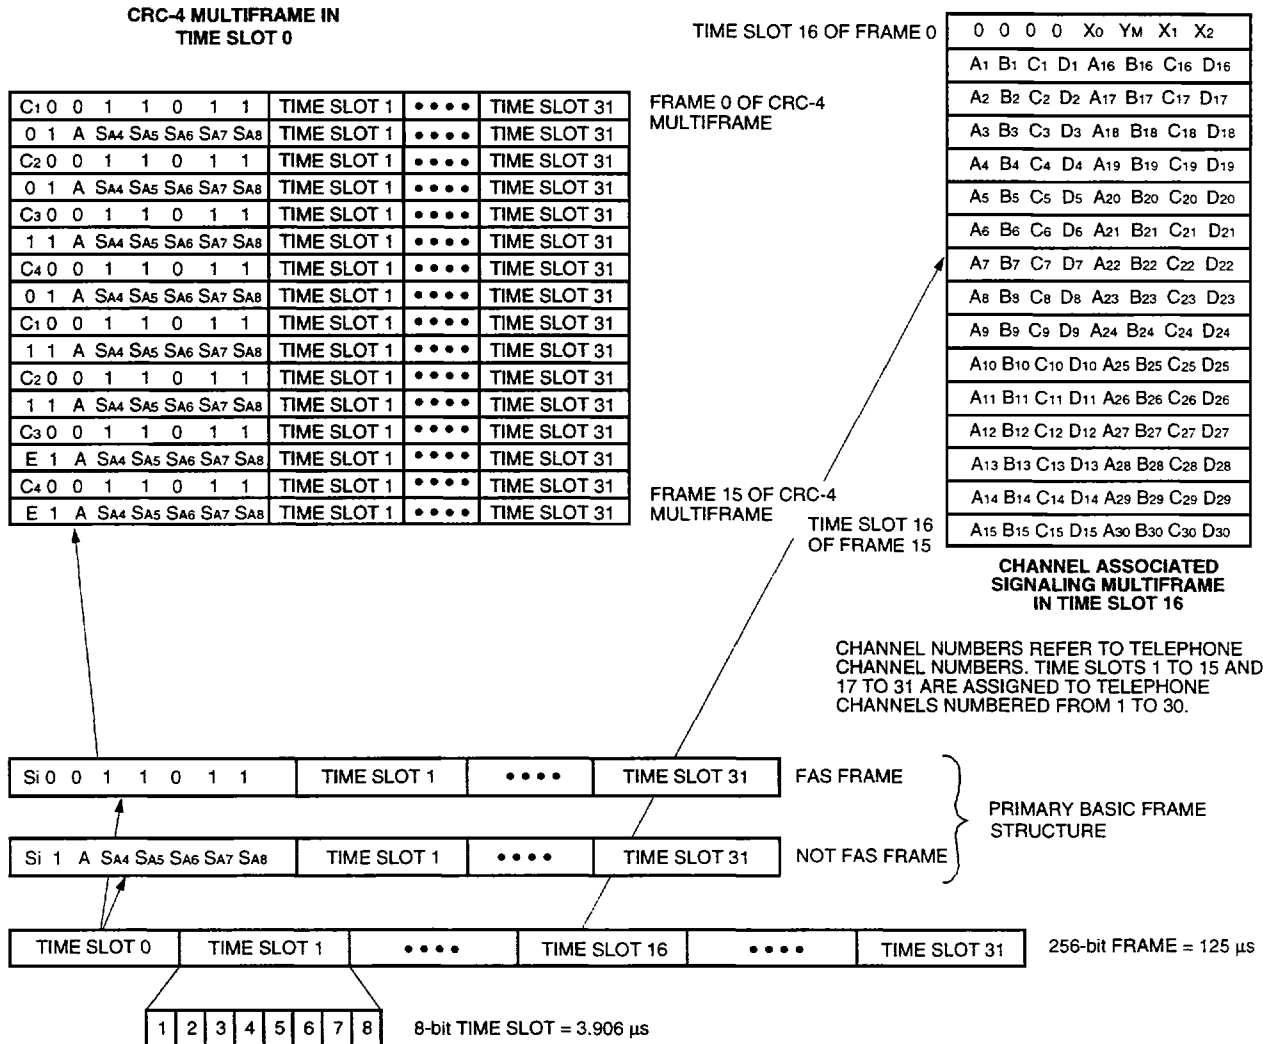 CRC-4 MULTIFRAME IN
TIME SLOT 0
C1 0 0 1 1 0 1 1 TIME SLOT 1 •••• TIME SLOT 31
0 1 A SA4 SA5 SA6 SA7 SA8 TIME SLOT 1 •••• TIME SLOT 31
C2 0 0 1 1 0 1 1 TIME SLOT 1 •••• TIME SLOT 31
0 1 A SA4 SA5 SA6 SA7 SA8 TIME SLOT 1 •••• TIME SLOT 31
C3 0 0 1 1 0 1 1 TIME SLOT 1 •••• TIME SLOT 31
1 1 A SA4 SA5 SA6 SA7 SA8 TIME SLOT 1 •••• TIME SLOT 31
C4 0 0 1 1 0 1 1 TIME SLOT 1 •••• TIME SLOT 31
0 1 A SA4 SA5 SA6 SA7 SA8 TIME SLOT 1 •••• TIME SLOT 31
C1 0 0 1 1 0 1 1 TIME SLOT 1 •••• TIME SLOT 31
1 1 A SA4 SA5 SA6 SA7 SA8 TIME SLOT 1 •••• TIME SLOT 31
C2 0 0 1 1 0 1 1 TIME SLOT 1 •••• TIME SLOT 31
1 1 A SA4 SA5 SA6 SA7 SA8 TIME SLOT 1 •••• TIME SLOT 31
C3 0 0 1 1 0 1 1 TIME SLOT 1 •••• TIME SLOT 31
E 1 A SA4 SA5 SA6 SA7 SA8 TIME SLOT 1 •••• TIME SLOT 31
C4 0 0 1 1 0 1 1 TIME SLOT 1 •••• TIME SLOT 31
E 1 A SA4 SA5 SA6 SA7 SA8 TIME SLOT 1 •••• TIME SLOT 31
FRAME 0 OF CRC-4
MULTIFRAME
FRAME 15 OF CRC-4
MULTIFRAME
TIME SLOT 16 OF FRAME 0
0 0 0 0 X0 YM X1 X2
A1 B1 C1 D1 A16 B16 C16 D16
A2 B2 C2 D2 A17 B17 C17 D17
A3 B3 C3 D3 A18 B18 C18 D18
A4 B4 C4 D4 A19 B19 C19 D19
A5 B5 C5 D5 A20 B20 C20 D20
A6 B6 C6 D6 A21 B21 C21 D21
A7 B7 C7 D7 A22 B22 C22 D22
A8 B8 C8 D8 A23 B23 C23 D23
A9 B9 C9 D9 A24 B24 C24 D24
A10 B10 C10 D10 A25 B25 C25 D25
A11 B11 C11 D11 A26 B26 C26 D26
A12 B12 C12 D12 A27 B27 C27 D27
A13 B13 C13 D13 A28 B28 C28 D28
A14 B14 C14 D14 A29 B29 C29 D29
A15 B15 C15 D15 A30 B30 C30 D30
TIME SLOT 16
OF FRAME 15
CHANNEL ASSOCIATED
SIGNALING MULTIFRAME
IN TIME SLOT 16
CHANNEL NUMBERS REFER TO TELEPHONE
CHANNEL NUMBERS. TIME SLOTS 1 TO 15 AND
17 TO 31 ARE ASSIGNED TO TELEPHONE
CHANNELS NUMBERED FROM 1 TO 30.
Si 0 0 1 1 0 1 1 TIME SLOT 1 •••• TIME SLOT 31 FAS FRAME
Si 1 A SA4 SA5 SA6 SA7 SA8 TIME SLOT 1 •••• TIME SLOT 31 NOT FAS FRAME
PRIMARY BASIC FRAME
STRUCTURE
TIME SLOT 0 TIME SLOT 1 •••• TIME SLOT 16 •••• TIME SLOT 31 256-bit FRAME = 125 µs
1 2 3 4 5 6 7 8 8-bit TIME SLOT = 3.906 µs